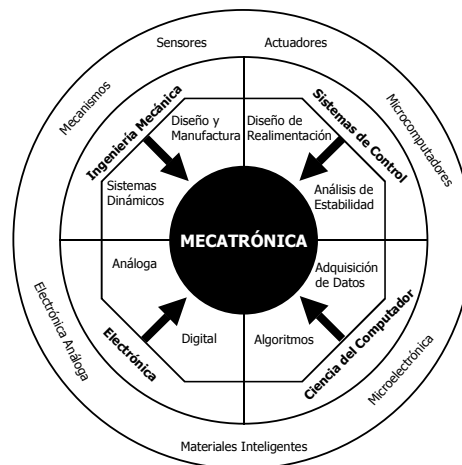 Sensores
Actuadores
Mecanismos
Microcomputadores
Ingeniería Mecánica
Sistemas de Control
Diseño y
Manufactura
Diseño de
Realimentación
Sistemas
Dinámicos
Análisis de
Estabilidad
MECATRÓNICA
Análoga
Adquisición
de Datos
Digital
Algoritmos
Electrónica
Ciencia del Computador
Electrónica
Análoga
Microelectrónica
Materiales Inteligentes